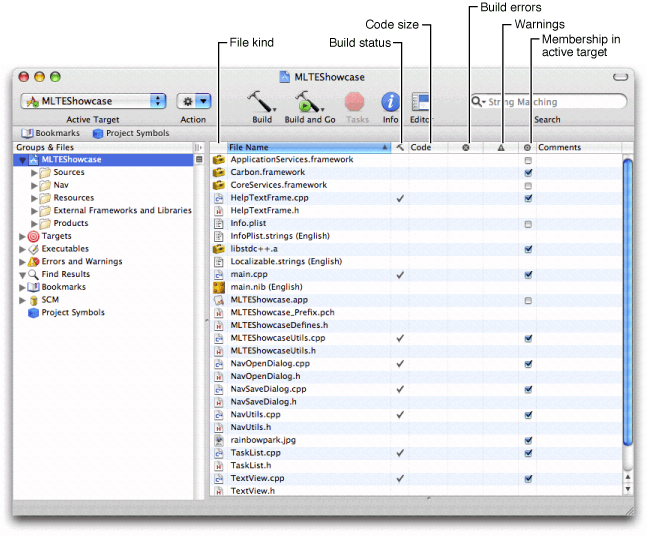 Build errors
Code size
Warnings
File kind
Build status
Membership in
active target
MLTEShowcase
MLTEShowcase
String Matching
Active Target
Action
Build
Build and Go
Tasks
Info
Editor
Search
Bookmarks
Project Symbols
Groups & Files
File Name
Code
Comments
MLTEShowcase
Sources
Nav
Resources
External Frameworks and Libraries
Products
Targets
Executables
Errors and Warnings
Find Results
Bookmarks
SCM
Project Symbols
ApplicationServices.framework
Carbon.framework
CoreServices.framework
HelpTextFrame.cpp
HelpTextFrame.h
Info.plist
InfoPlist.strings (English)
libstdc++.a
Localizable.strings (English)
main.cpp
main.nib (English)
MLTEShowcase.app
MLTEShowcase_Prefix.pch
MLTEShowcaseDefines.h
MLTEShowcaseUtils.cpp
MLTEShowcaseUtils.h
NavOpenDialog.cpp
NavOpenDialog.h
NavSaveDialog.cpp
NavSaveDialog.h
NavUtils.cpp
NavUtils.h
rainbowpark.jpg
TaskList.cpp
TaskList.h
TextView.cpp
TextView.h